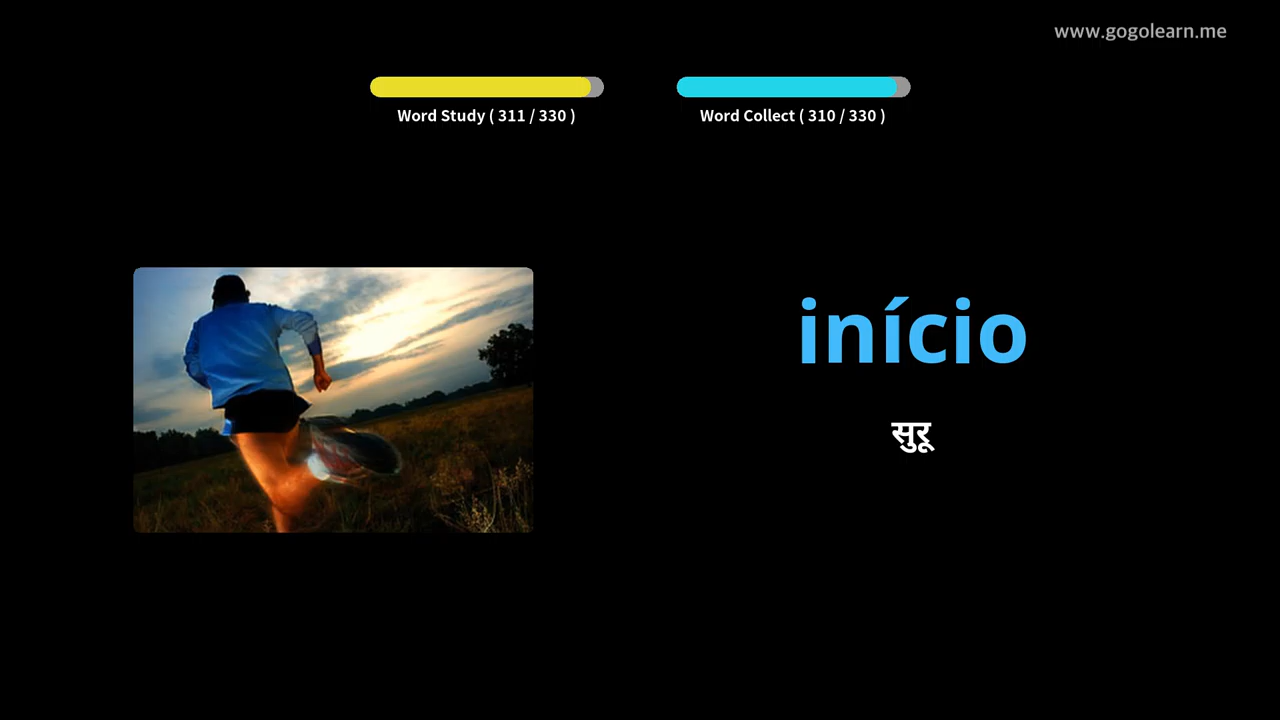 www.gogolearn.me
Word Study ( 311 / 330 )
Word Collect ( 310 / 330 )
início
सुरू